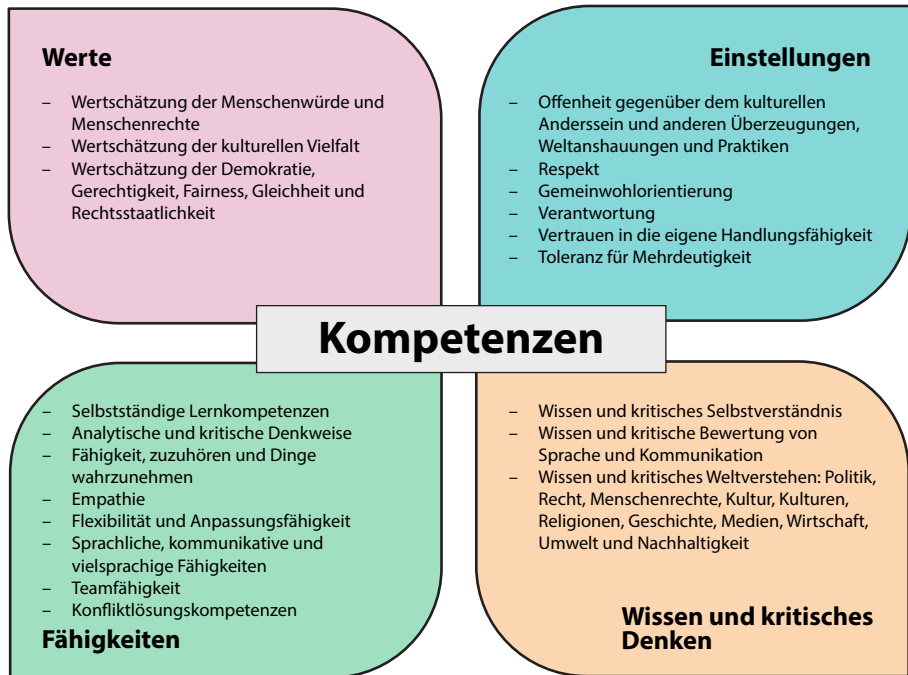 Werte
– Wertschätzung der Menschenwürde und
Menschenrechte
– Wertschätzung der kulturellen Vielfalt
– Wertschätzung der Demokratie,
Gerechtigkeit, Fairness, Gleichheit und
Rechtsstaatlichkeit
Einstellungen
– Offenheit gegenüber dem kulturellen
Anderssein und anderen Überzeugungen,
Weltanshauungen und Praktiken
– Respekt
– Gemeinwohlorientierung
– Verantwortung
– Vertrauen in die eigene Handlungsfähigkeit
– Toleranz für Mehrdeutigkeit
Kompetenzen
– Selbstständige Lernkompetenzen
– Analytische und kritische Denkweise
– Fähigkeit, zuzuhören und Dinge
wahrzunehmen
– Empathie
– Flexibilität und Anpassungsfähigkeit
– Sprachliche, kommunikative und
vielsprachige Fähigkeiten
– Teamfähigkeit
– Konfliktlösungskompetenzen
Fähigkeiten
– Wissen und kritisches Selbstverständnis
– Wissen und kritische Bewertung von
Sprache und Kommunikation
– Wissen und kritisches Weltverstehen: Politik,
Recht, Menschenrechte, Kultur, Kulturen,
Religionen, Geschichte, Medien, Wirtschaft,
Umwelt und Nachhaltigkeit
Wissen und kritisches
Denken